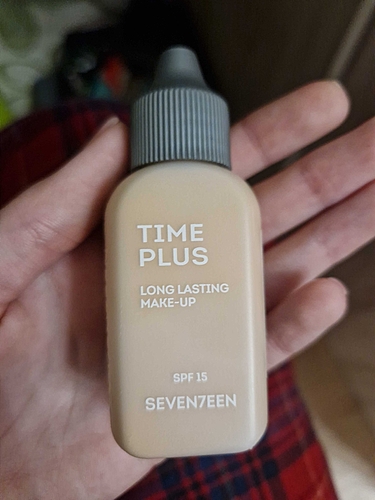 TIME
PLUS
LONG LASTING
MAKE-UP
SPF 15
SEVEN7EEN